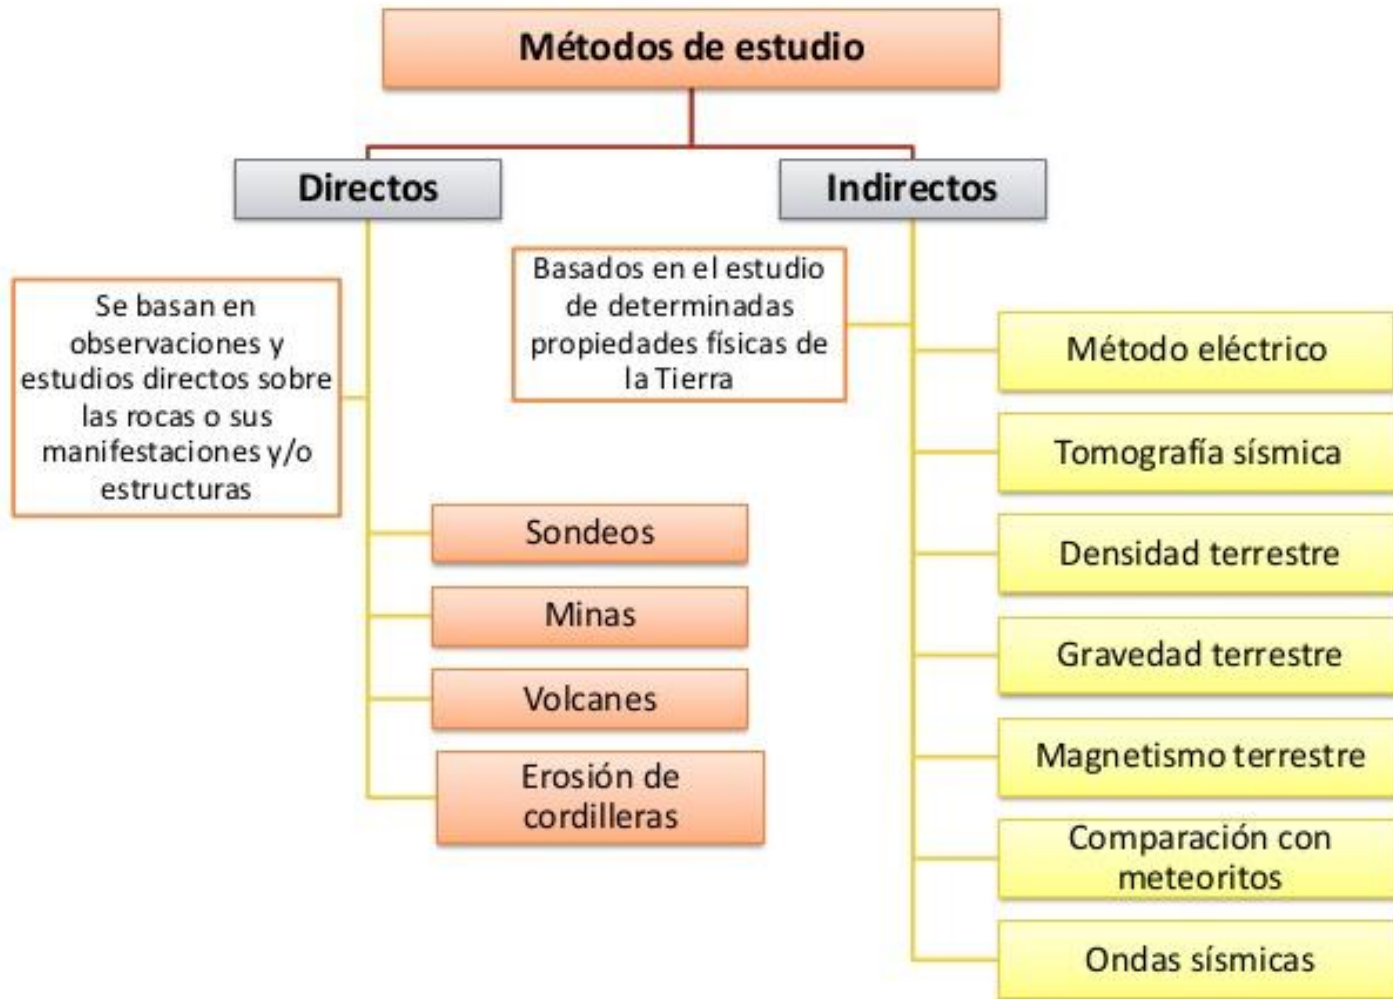 Métodos de estudio
Directos
Indirectos
Se basan en
observaciones y
estudios directos sobre
las rocas o sus
manifestaciones y/o
estructuras
Basados en el estudio
de determinadas
propiedades físicas de
la Tierra
Sondeos
Minas
Volcanes
Erosión de
cordilleras
Método eléctrico
Tomografía sísmica
Densidad terrestre
Gravedad terrestre
Magnetismo terrestre
Comparación con
meteoritos
Ondas sísmicas